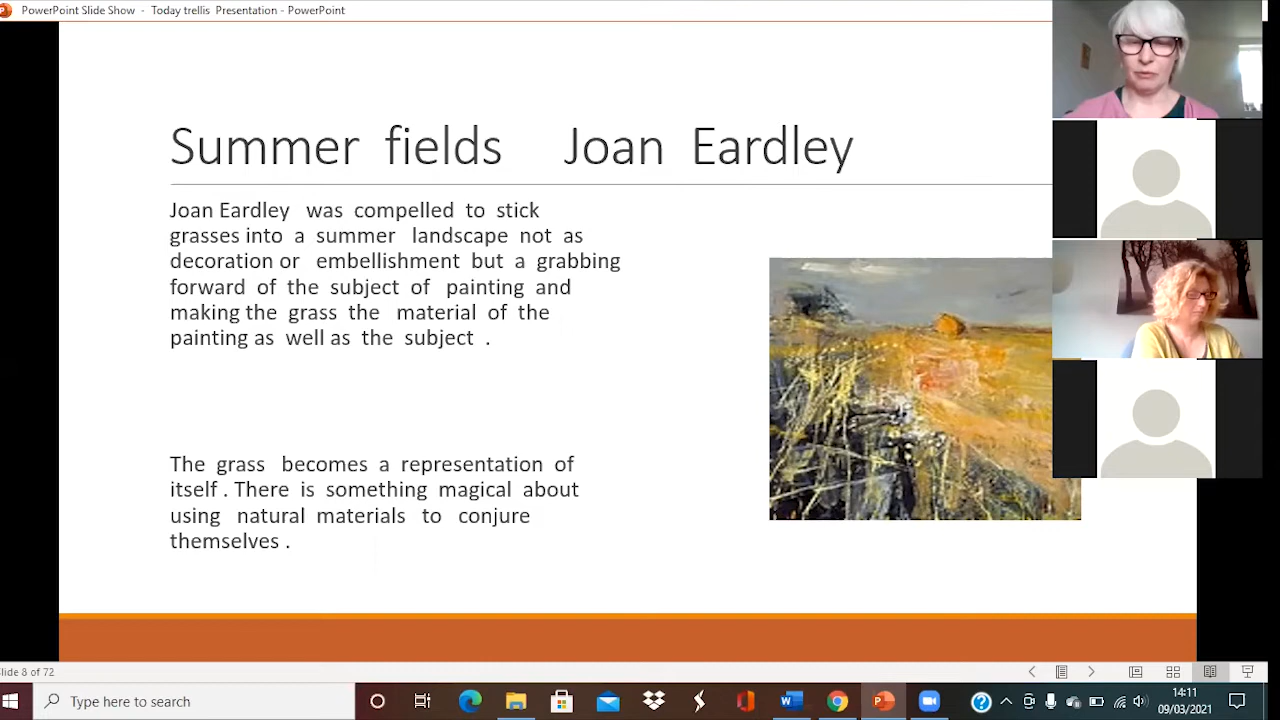 PowerPoint Slide Show - Today trellis Presentation - PowerPoint
Summer fields Joan Eardley
Joan Eardley was compelled to stick
grasses into a summer landscape not as
decoration or embellishment but a grabbing
forward of the subject of painting and
making the grass the material of the
painting as well as the subject .
The grass becomes a representation of
itself . There is something magical about
using natural materials to conjure
themselves .
Slide 8 of 72
Type here to search
14:11
09/03/2021